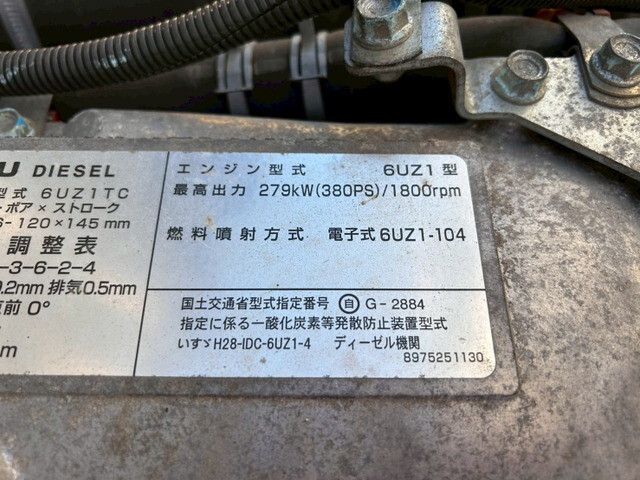 U DIESEL
型式 6UZ1TC
ボア × ストローク
6-120×145 mm
調整表
-3-6-2-4
0.2mm 排気0.5mm
直前 0°
m
エンジン型式 6UZ1型
最高出力 279kW(380PS)/1800rpm
燃料噴射方式 電子式6UZ1-104
国土交通省型式指定番号 自 G-2884
指定に係る一酸化炭素等発散防止装置型式
いすゞH28-IDC-6UZ1-4 ディーゼル機関
8975251130